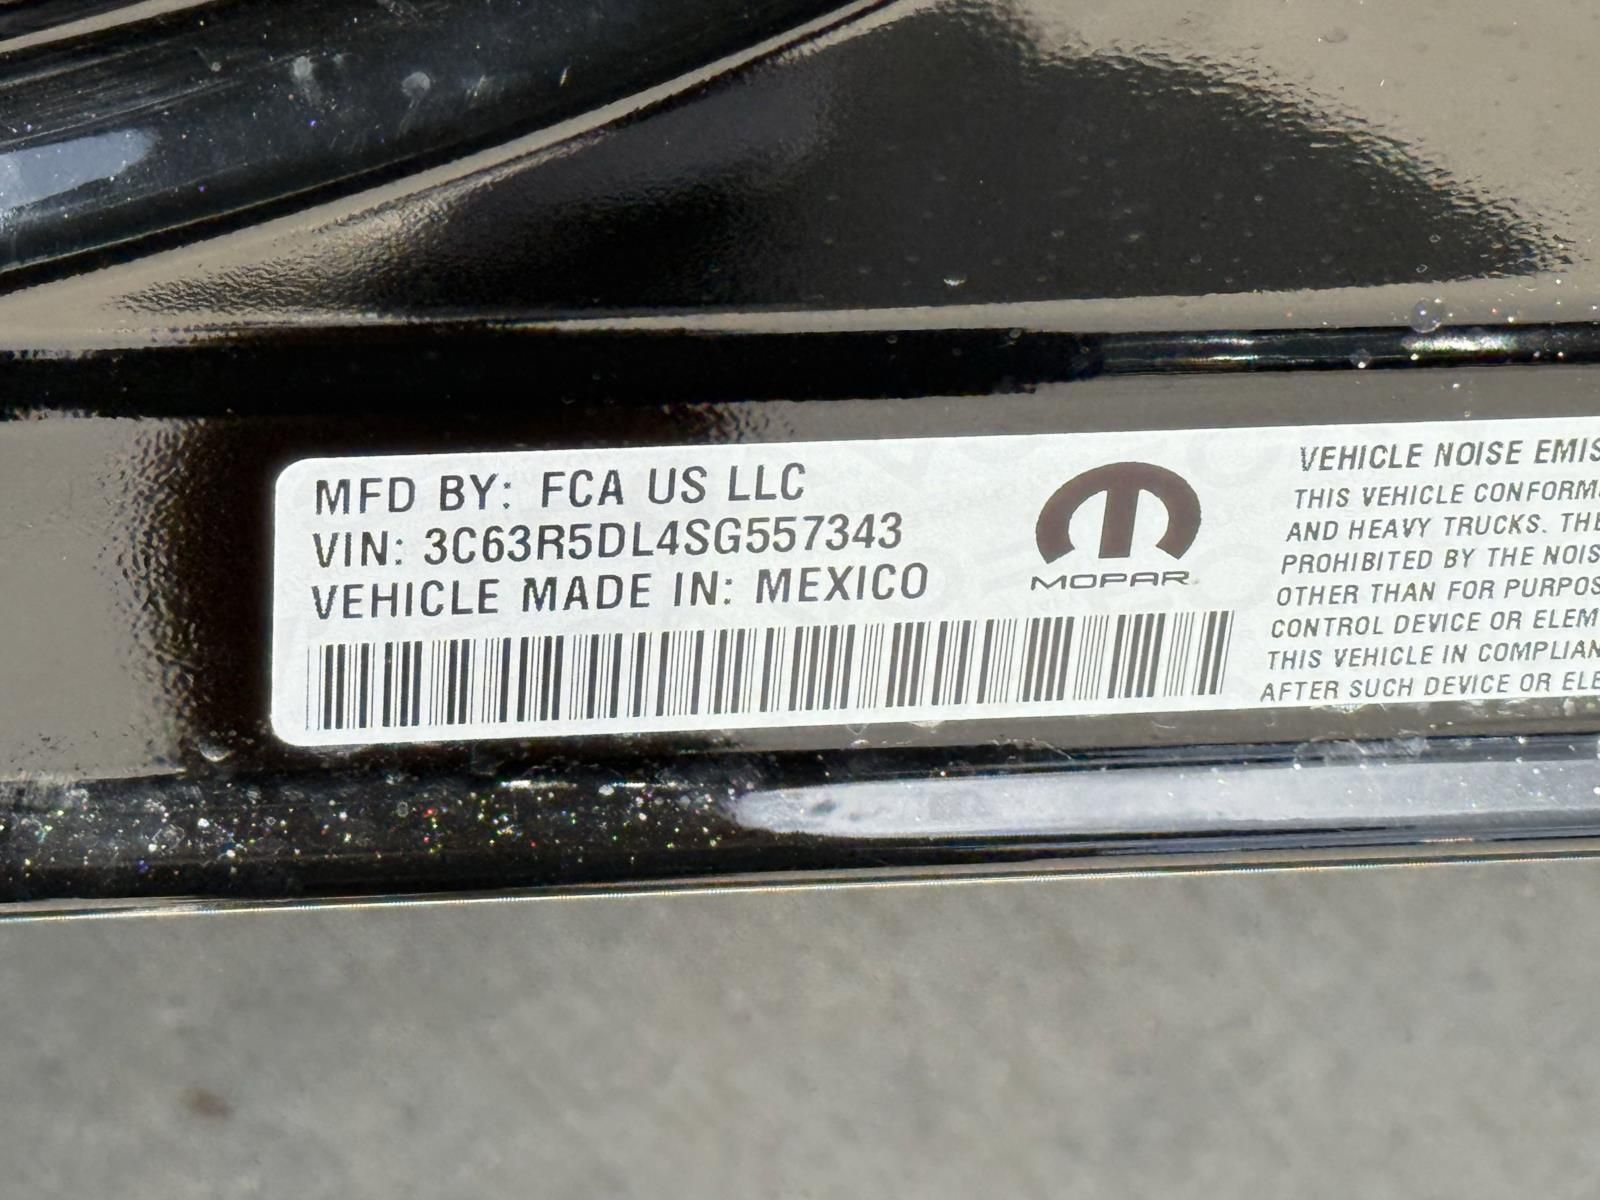 MFD BY: FCA US LLC
VIN: 3C63R5DL4SG557343
VEHICLE MADE IN: MEXICO
MOPAR
VEHICLE NOISE EMIS
THIS VEHICLE CONFORM
AND HEAVY TRUCKS. THE
PROHIBITED BY THE NOIS
OTHER THAN FOR PURPOS
CONTROL DEVICE OR ELEM
THIS VEHICLE IN COMPLIAN
AFTER SUCH DEVICE OR ELE